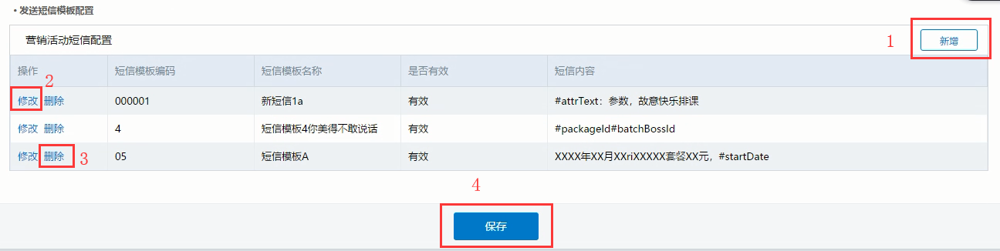 •发送短信模板配置
营销活动短信配置 1 新增
操作 短信模板编码 短信模板名称 是否有效 短信内容
2
修改 删除 000001 新短信1a 有效 #attrText：参数，故意快乐排课
修改 删除 4 短信模板4你美得不敢说话 有效 #packageId#batchBossId
修改 删除 3 05 短信模板A 有效 XXXX年XX月XXriXXXXX套餐XX元，#startDate
4
保存